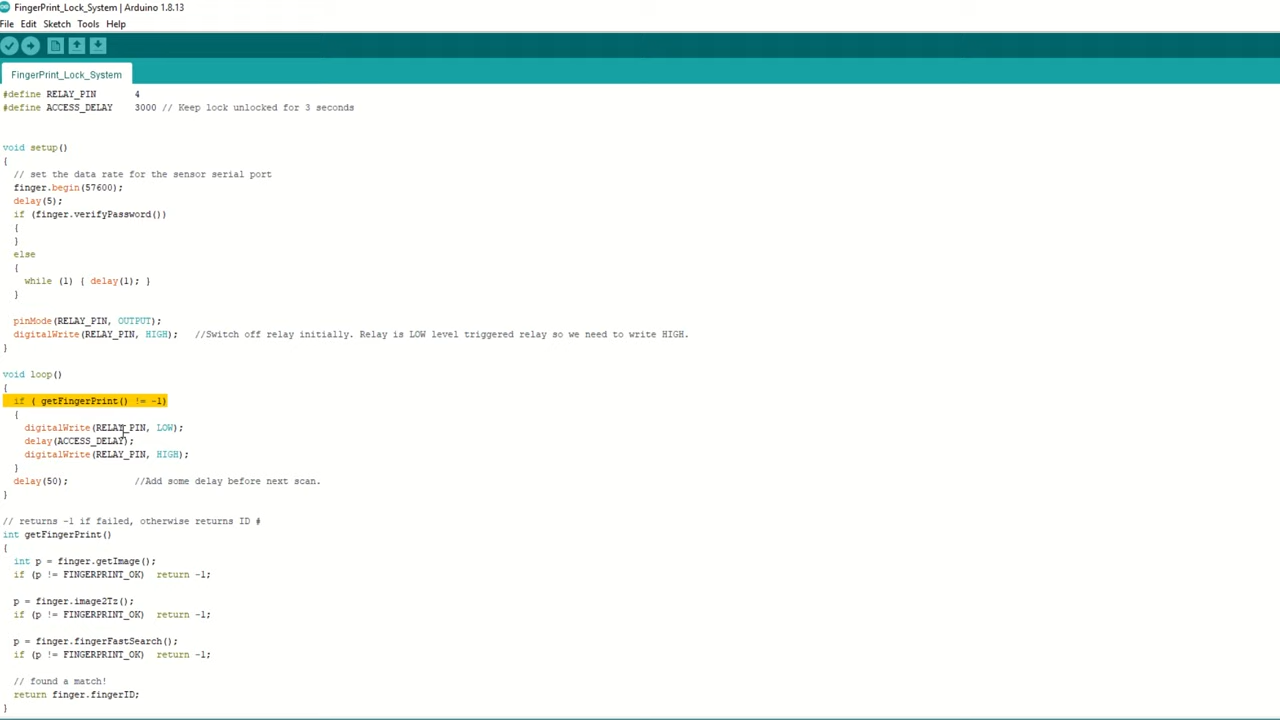 FingerPrint_Lock_System | Arduino 1.8.13
File Edit Sketch Tools Help
FingerPrint_Lock_System
#define RELAY_PIN 4
#define ACCESS_DELAY 3000 // Keep lock unlocked for 3 seconds
void setup()
{
// set the data rate for the sensor serial port
finger.begin(57600);
delay(5);
if (finger.verifyPassword())
{
}
else
{
while (1) { delay(1); }
}
pinMode(RELAY_PIN, OUTPUT);
digitalWrite(RELAY_PIN, HIGH); //Switch off relay initially. Relay is LOW level triggered relay so we need to write HIGH.
}
void loop()
{
if ( getFingerPrint() != -1)
{
digitalWrite(RELAY_PIN, LOW);
delay(ACCESS_DELAY);
digitalWrite(RELAY_PIN, HIGH);
}
delay(50); //Add some delay before next scan.
}
// returns -1 if failed, otherwise returns ID #
int getFingerPrint()
{
int p = finger.getImage();
if (p != FINGERPRINT_OK) return -1;
p = finger.image2Tz();
if (p != FINGERPRINT_OK) return -1;
p = finger.fingerFastSearch();
if (p != FINGERPRINT_OK) return -1;
// found a match!
return finger.fingerID;
}